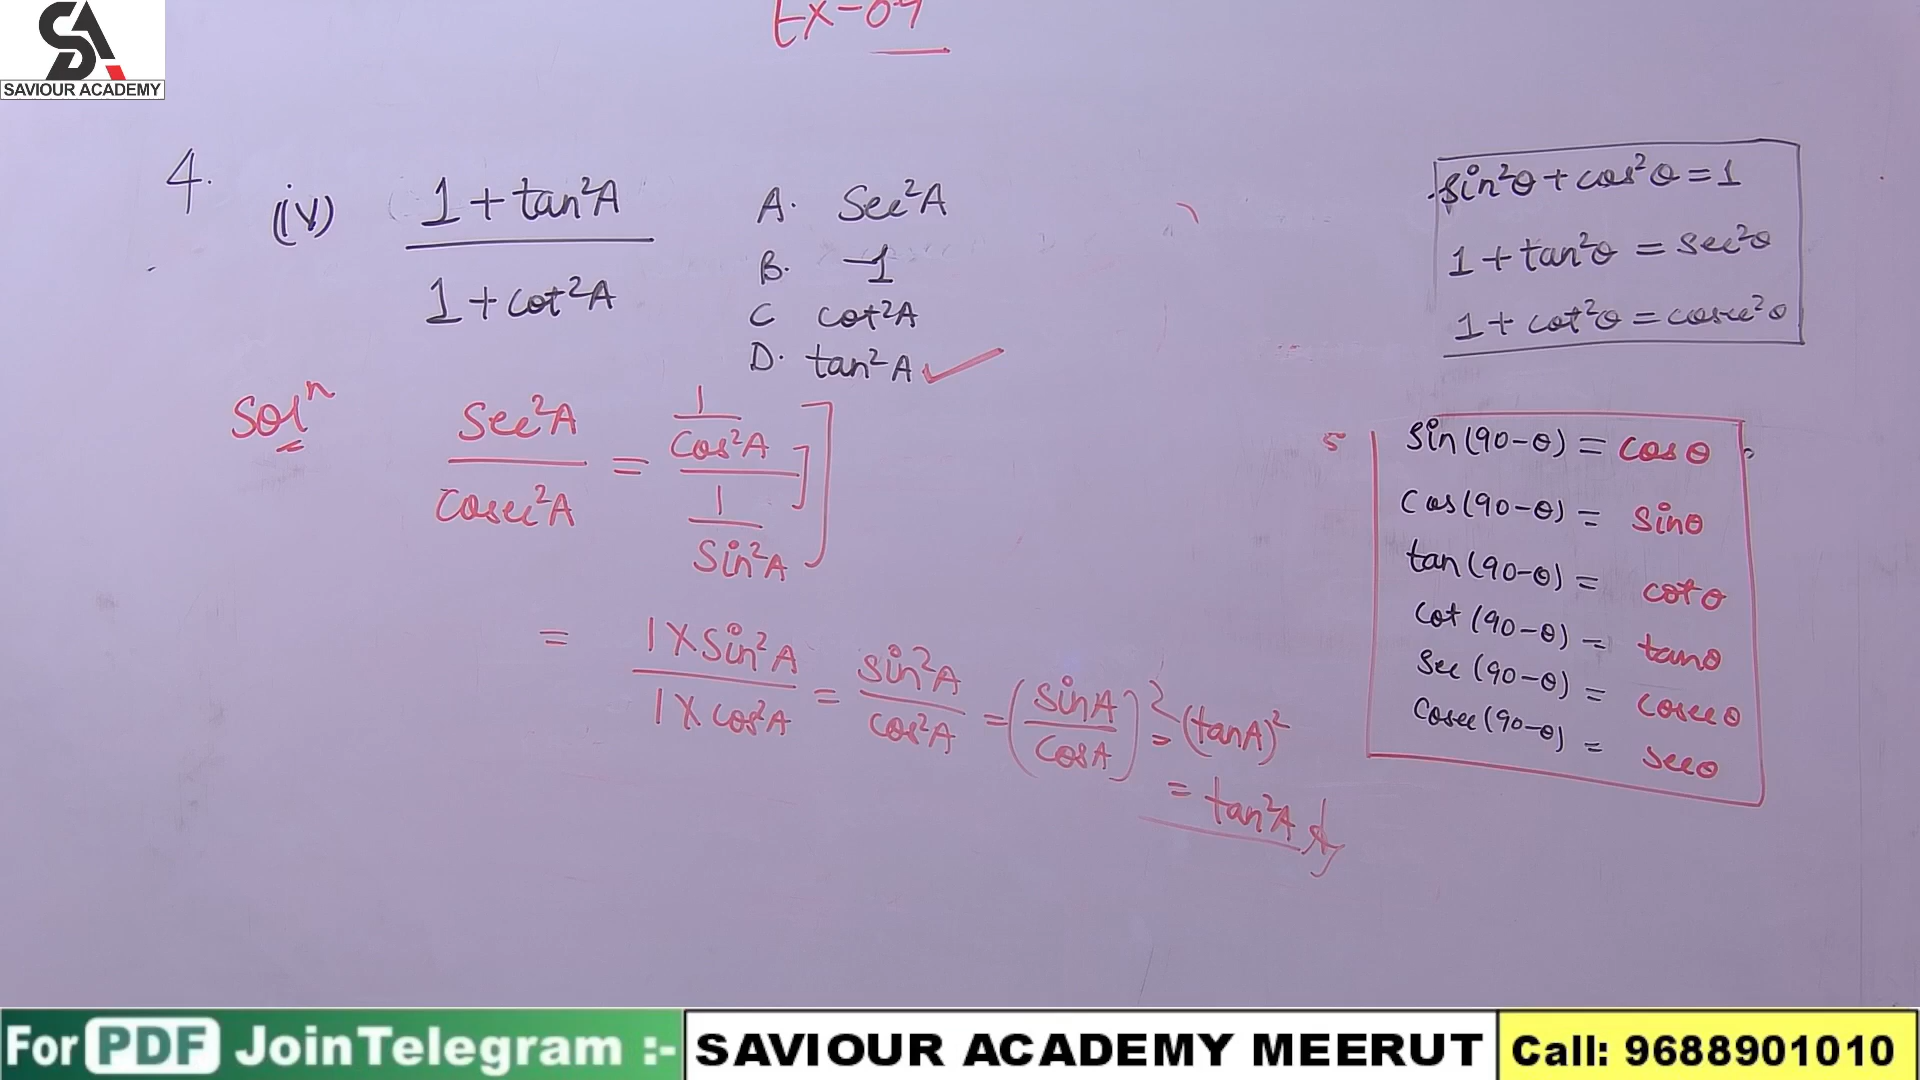 Ex-04
SA
SAVIOUR ACADEMY
4.
(iv) (1 + tan²A) / (1 + cot²A)
A. Sec²A
B. -1
C cot²A
D. tan²A ✓
Solⁿ
Sec²A / Cosec²A = (1 / Cos²A) / (1 / Sin²A)
= (1 X Sin²A) / (1 X Cos²A) = Sin²A / Cos²A = (SinA / CosA)² = (tanA)²
= tan²A
Sin²θ + cos²θ = 1
1 + tan²θ = Sec²θ
1 + cot²θ = cosec²θ
5
Sin (90-θ) = Cosθ
Cos (90-θ) = Sinθ
tan (90-θ) = cotθ
cot (90-θ) = tanθ
Sec (90-θ) = Cosecθ
Cosec (90-θ) = Secθ
For PDF Join Telegram :- SAVIOUR ACADEMY MEERUT Call: 9688901010